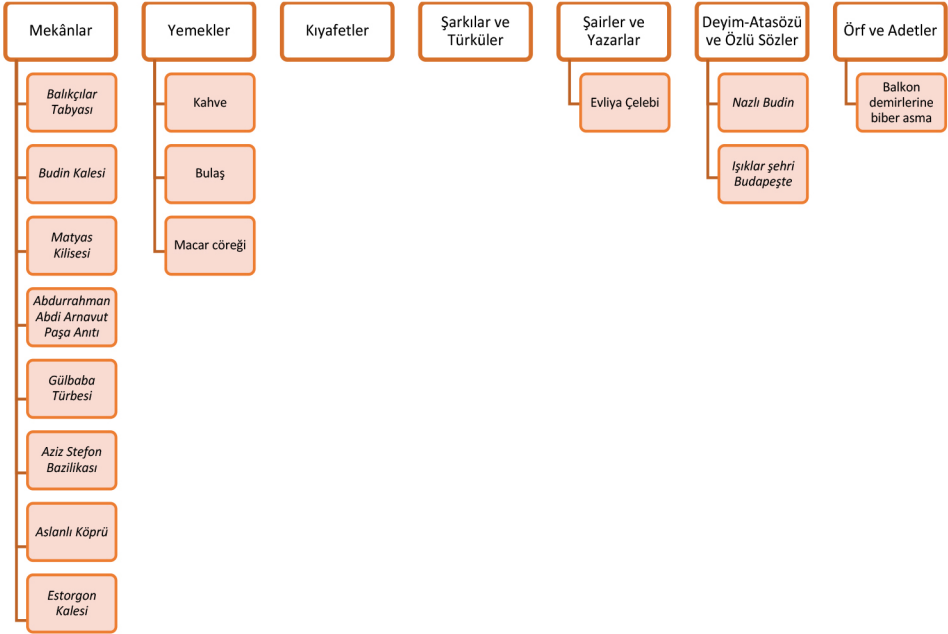 Mekânlar
Balıkçılar
Tabyası
Budin Kalesi
Matyas
Kilisesi
Abdurrahman
Abdi Arnavut
Paşa Anıtı
Gülbaba
Türbesi
Aziz Stefon
Bazilikası
Aslanlı Köprü
Estorgon
Kalesi
Yemekler
Kahve
Bulaş
Macar cöreği
Kıyafetler
Şarkılar ve
Türküler
Şairler ve
Yazarlar
Evliya Çelebi
Deyim-Atasözü
ve Özlü Sözler
Nazlı Budin
Işıklar şehri
Budapeşte
Örf ve Adetler
Balkon
demirlerine
biber asma